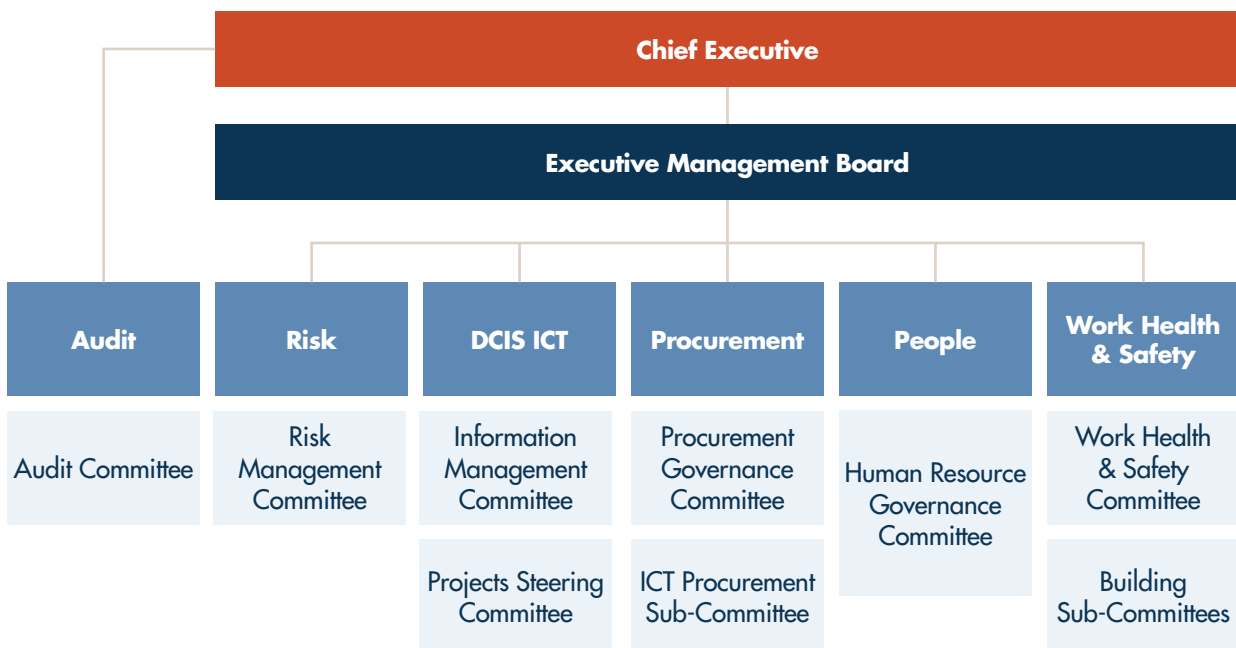 Chief Executive
Executive Management Board
Audit
Risk
DCIS ICT
Procurement
People
Work Health
& Safety
Audit Committee
Risk
Management
Committee
Information
Management
Committee
Procurement
Governance
Committee
Human Resource
Governance
Committee
Work Health
& Safety
Committee
Projects Steering
Committee
ICT Procurement
Sub-Committee
Building
Sub-Committees